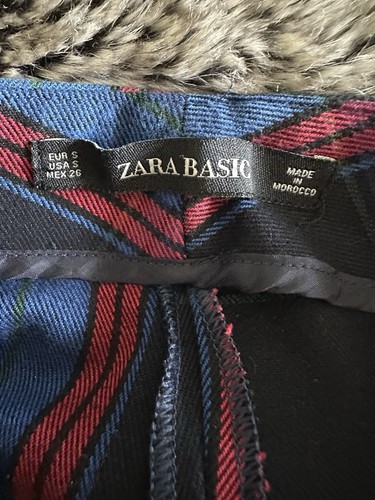 EUR S
USA S
MEX 26
ZARA BASIC
MADE
IN
MOROCCO